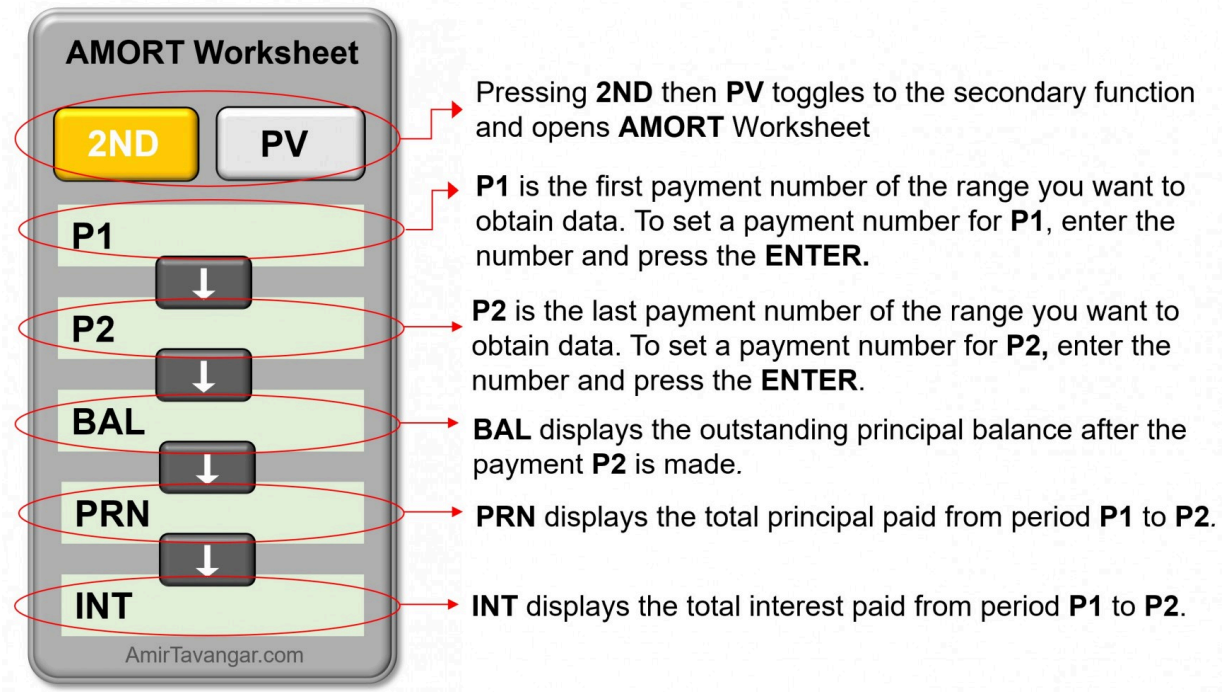 AMORT Worksheet
2ND PV
Pressing 2ND then PV toggles to the secondary function
and opens AMORT Worksheet
P1
P1 is the first payment number of the range you want to
obtain data. To set a payment number for P1, enter the
number and press the ENTER.
↓
P2
P2 is the last payment number of the range you want to
obtain data. To set a payment number for P2, enter the
number and press the ENTER.
↓
BAL
BAL displays the outstanding principal balance after the
payment P2 is made.
↓
PRN
PRN displays the total principal paid from period P1 to P2.
↓
INT
INT displays the total interest paid from period P1 to P2.
AmirTavangar.com